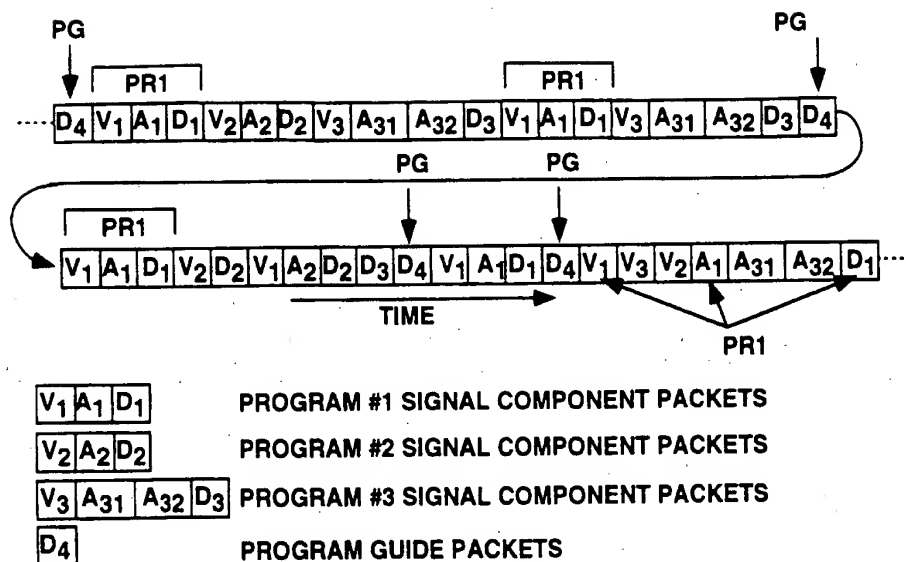 PG PG
PR1 PR1
D4 V1 A1 D1 V2 A2 D2 V3 A31 A32 D3 V1 A1 D1 V3 A31 A32 D3 D4
PG PG
PR1
V1 A1 D1 V2 D2 V1 A2 D2 D3 D4 V1 A1 D1 D4 V1 V3 V2 A1 A31 A32 D1
TIME
PR1
V1 A1 D1 PROGRAM #1 SIGNAL COMPONENT PACKETS
V2 A2 D2 PROGRAM #2 SIGNAL COMPONENT PACKETS
V3 A31 A32 D3 PROGRAM #3 SIGNAL COMPONENT PACKETS
D4 PROGRAM GUIDE PACKETS